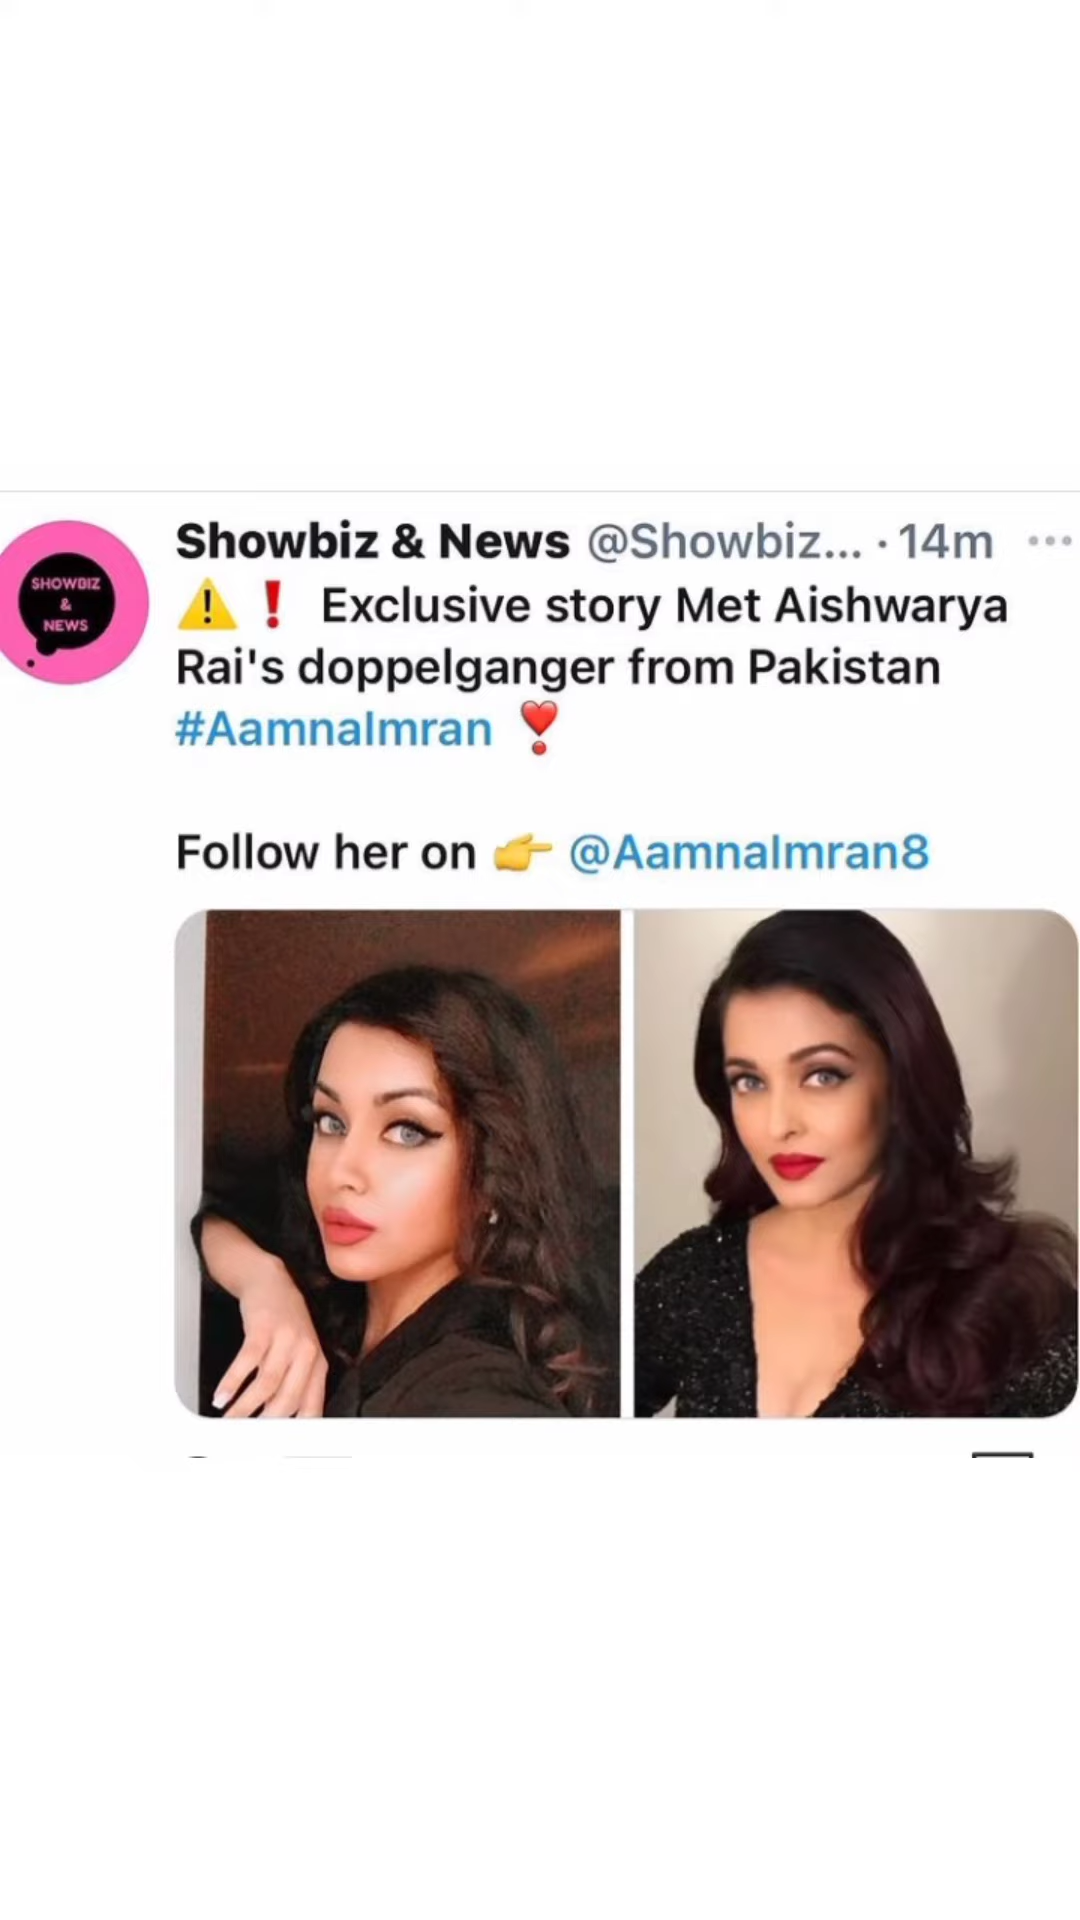 SHOWBIZ
&
NEWS
Showbiz & News @Showbiz... · 14m
⚠️❗ Exclusive story Met Aishwarya
Rai's doppelganger from Pakistan
#AamnaImran ❣️
Follow her on 👉 @AamnaImran8